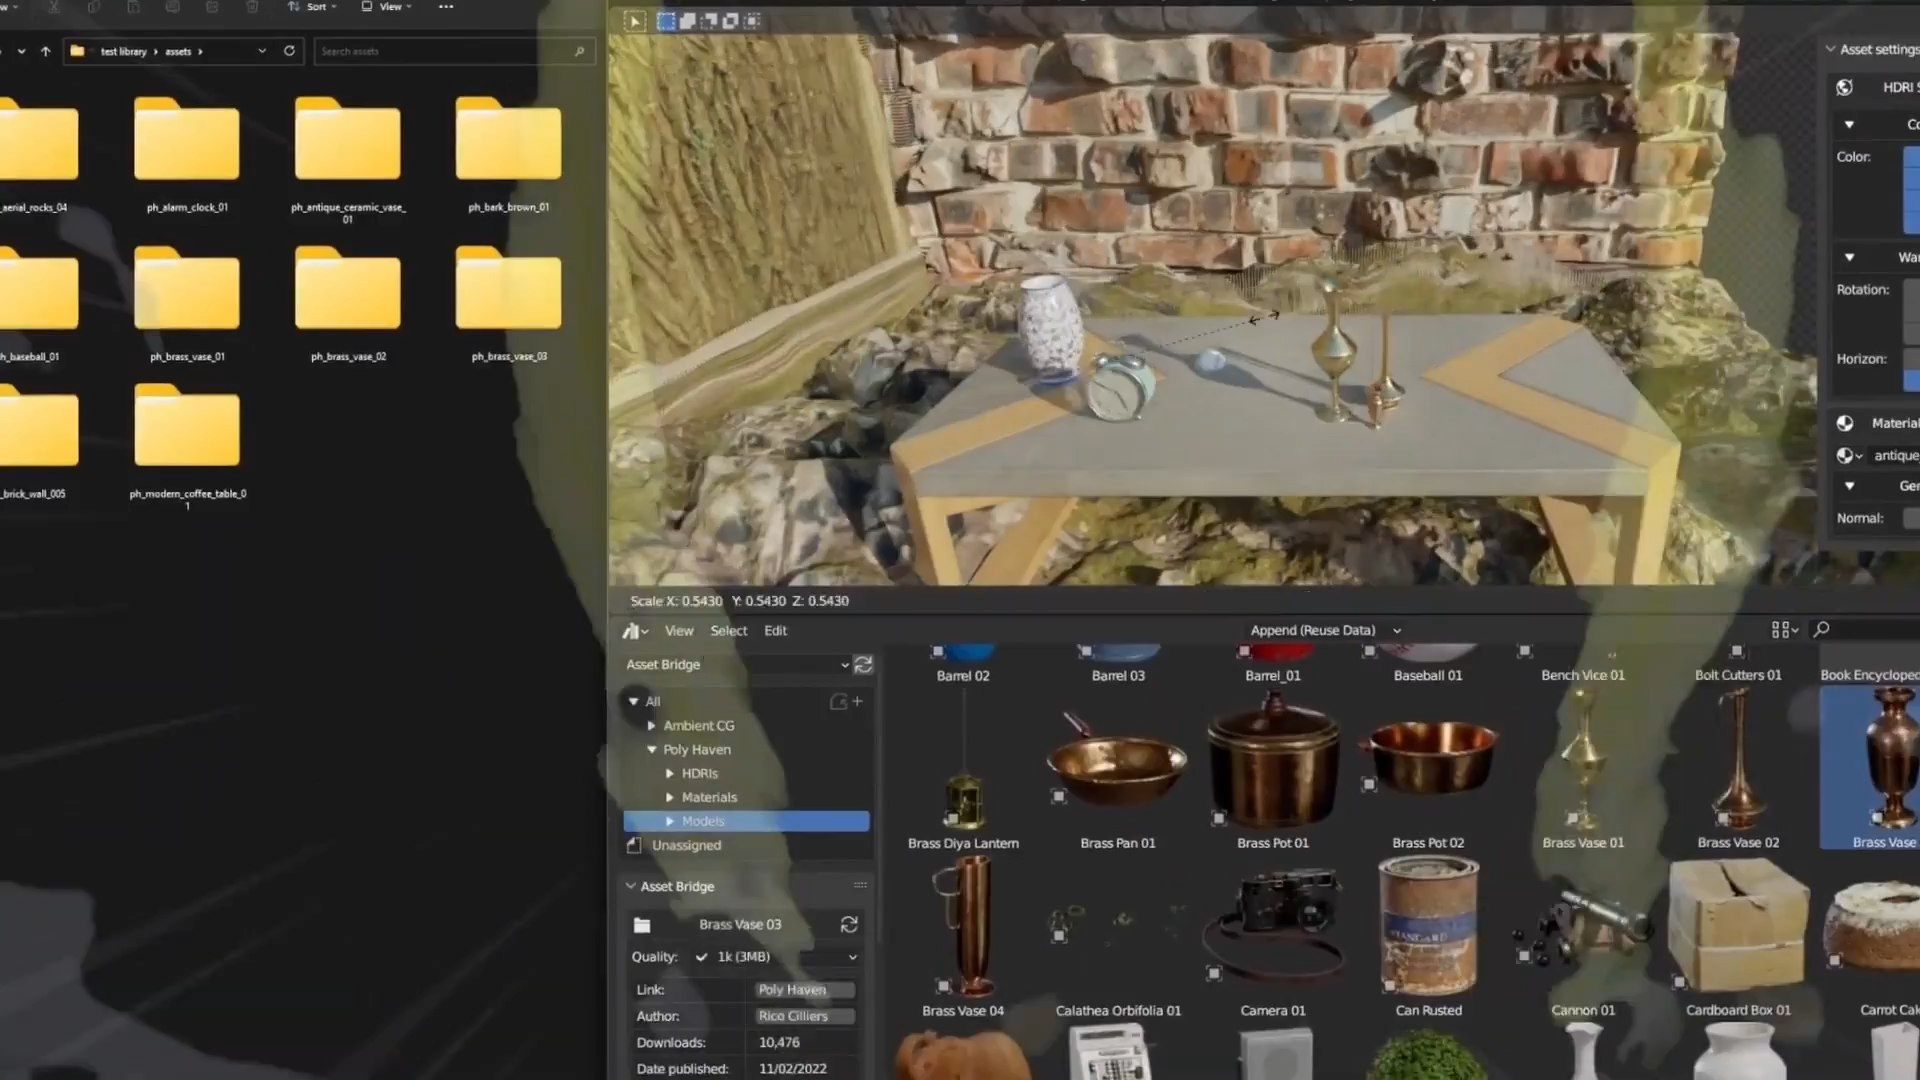 Sort
View
test library
assets
Search assets
aerial_rocks_04
ph_alarm_clock_01
ph_antique_ceramic_vase_
01
ph_bark_brown_01
h_baseball_01
ph_brass_vase_01
ph_brass_vase_02
ph_brass_vase_03
brick_wall_005
ph_modern_coffee_table_0
1
Asset settings
HDRI S
Co
Color:
Rotation:
Horizon:
Material
antique
Ger
Normal:
Scale X: 0.5430 Y: 0.5430 Z: 0.5430
View
Select
Edit
Append (Reuse Data)
Asset Bridge
All
Ambient CG
Poly Haven
HDRIs
Materials
Models
Unassigned
Asset Bridge
Brass Vase 03
Quality:
1k (3MB)
Link:
Poly Haven
Author:
Rico Cilliers
Downloads:
10,476
Date published:
11/02/2022
Barrel 02
Barrel 03
Barrel_01
Baseball 01
Bench Vice 01
Bolt Cutters 01
Book Encycloped
Brass Diya Lantern
Brass Pan 01
Brass Pot 01
Brass Pot 02
Brass Vase 01
Brass Vase 02
Brass Vase
Brass Vase 04
Calathea Orbifolia 01
Camera 01
STANDARD
Can Rusted
Cannon 01
Cardboard Box 01
Carrot Cak